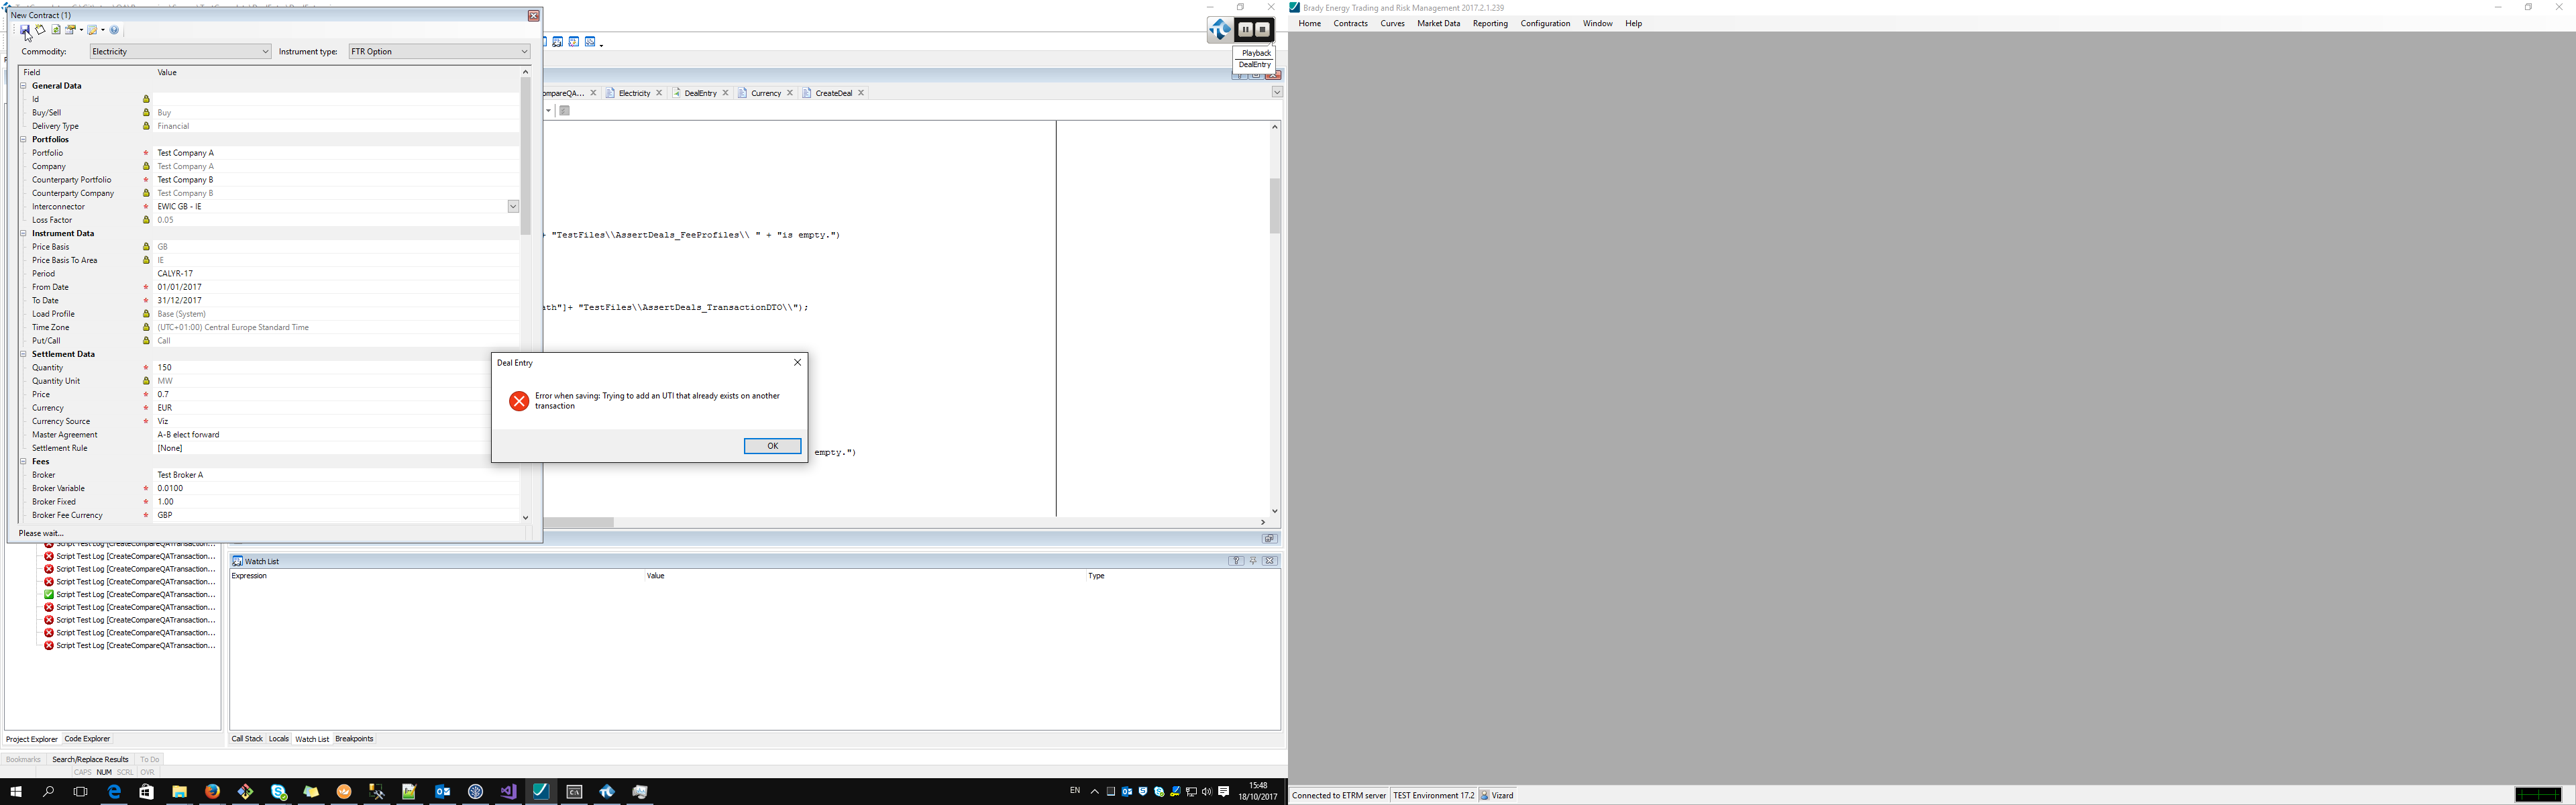 New Contract (1)
Commodity: Electricity Instrument type: FTR Option
Field Value
General Data
Id
Buy/Sell Buy
Delivery Type Financial
Portfolios
Portfolio * Test Company A
Company Test Company A
Counterparty Portfolio * Test Company B
Counterparty Company Test Company B
Interconnector * EWIC GB - IE
Loss Factor 0.05
Instrument Data
Price Basis GB
Price Basis To Area IE
Period CALYR-17
From Date * 01/01/2017
To Date * 31/12/2017
Load Profile Base (System)
Time Zone (UTC+01:00) Central Europe Standard Time
Put/Call Call
Settlement Data
Quantity * 150
Quantity Unit MW
Price * 0.7
Currency * EUR
Currency Source * Viz
Master Agreement A-B elect forward
Settlement Rule [None]
Fees
Broker Test Broker A
Broker Variable * 0.0100
Broker Fixed * 1.00
Broker Fee Currency * GBP
Please wait...
Playback
DealEntry
ompareQA... Electricity DealEntry Currency CreateDeal
+ "TestFiles\\AssertDeals_FeeProfiles\\ " + "is empty.")
ath"]+ "TestFiles\\AssertDeals_TransactionDTO\\");
empty.")
Deal Entry
Error when saving: Trying to add an UTI that already exists on another
transaction
OK
Script Test Log [CreateCompareQATransaction...
Script Test Log [CreateCompareQATransaction...
Script Test Log [CreateCompareQATransaction...
Script Test Log [CreateCompareQATransaction...
Script Test Log [CreateCompareQATransaction...
Script Test Log [CreateCompareQATransaction...
Script Test Log [CreateCompareQATransaction...
Script Test Log [CreateCompareQATransaction...
Script Test Log [CreateCompareQATransaction...
Watch List
Expression Value Type
Project Explorer Code Explorer
Call Stack Locals Watch List Breakpoints
Bookmarks Search/Replace Results To Do
CAPS NUM SCRL OVR
EN
15:48
18/10/2017
Brady Energy Trading and Risk Management 2017.2.1.239
Home Contracts Curves Market Data Reporting Configuration Window Help
Connected to ETRM server TEST Environment 17.2 Vizard